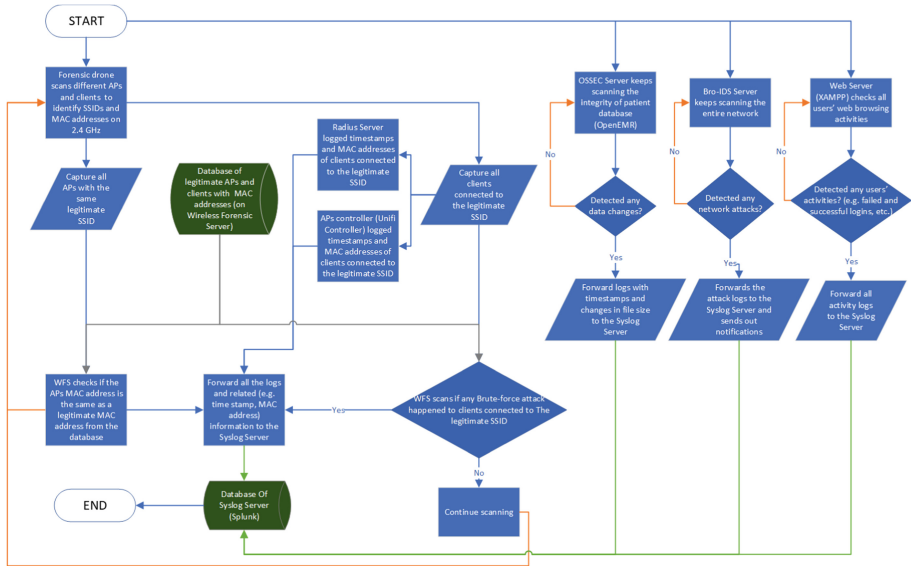 START
Forensic drone
scans different APs
and clients to
identify SSIDs and
MAC addresses on
2.4 GHz
OSSEC Server keeps
scanning the
Integrity of patient
database
(OpenEMR)
Bro-IDS Server
keeps scanning the
entire network
Web Server
(XAMPP) checks all
users' web browsing
activities
Radius Server
logged timestamps
and MAC addresses
of clients connected
to the legitimate
SSID
No
No
No
Capture all
APs with the
same
legitimate
SSID
Database of
legitimate APs and
clients with MAC
addresses (on
Wireless Forensic
Server)
Capture all
clients
connected to
the legitimate
SSID
Detected any
data changes?
Detected any
network attacks?
Detected any users'
activities? (e.g. failed and
successful logins, etc.)
APs controller (Unifi
Controller) logged
timestamps and
MAC addresses of
clients connected to
the legitimate SSID
Yes
Yes
Yes
Forward logs with
timestamps and
changes in file size
to the Syslog
Server
Forwards the
attack logs to the
Syslog Server and
sends out
notifications
Forward all
activity logs
to the Syslog
Server
WFS checks if the
APs MAC address is
the same as a
legitimate MAC
address from the
database
Forward all the logs
and related (e.g.
time stamp, MAC
address)
information to the
Syslog Server
Yes
WFS scans if any Brute-force attack
happened to clients connected to The
legitimate SSID
No
END
Database Of
Syslog Server
(Splunk)
Continue scanning